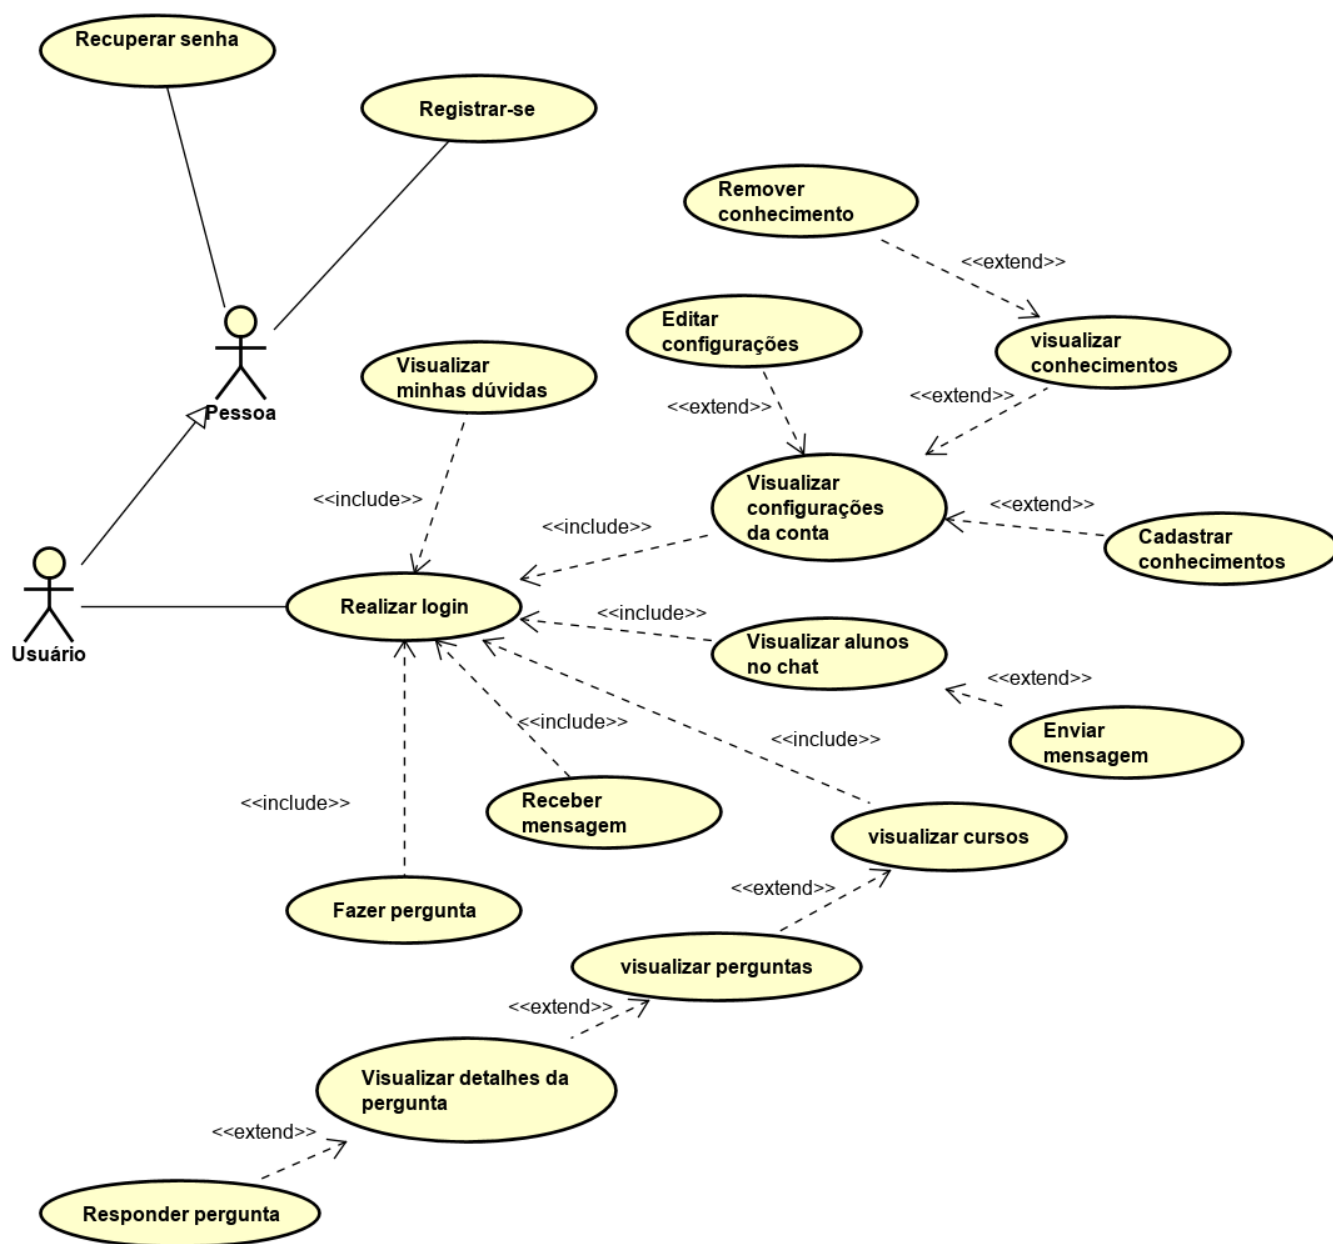 Recuperar senha
Registrar-se
Remover
conhecimento
<<extend>>
Editar
configurações
visualizar
conhecimentos
Visualizar
minhas dúvidas
<<extend>>
<<extend>>
Pessoa
Visualizar
configurações
da conta
<<include>>
<<extend>>
<<include>>
Cadastrar
conhecimentos
Realizar login
<<include>>
Usuário
Visualizar alunos
no chat
<<extend>>
<<include>>
Enviar
mensagem
<<include>>
<<include>>
Receber
mensagem
visualizar cursos
<<extend>>
Fazer pergunta
visualizar perguntas
<<extend>>
Visualizar detalhes da
pergunta
<<extend>>
Responder pergunta